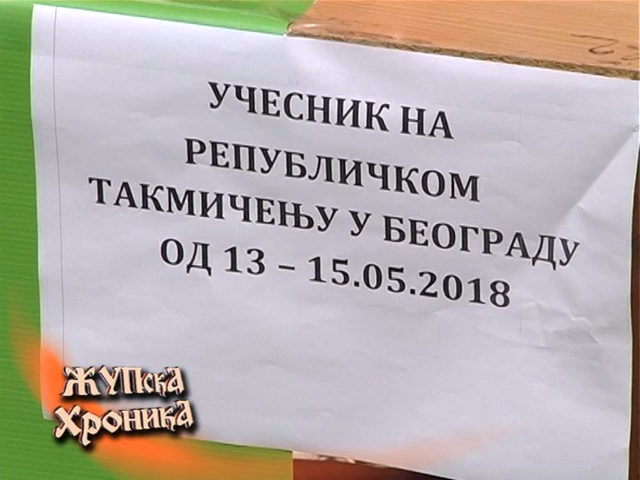 УЧЕСНИК НА
РЕПУБЛИЧКОМ
ТАКМИЧЕЊУ У БЕОГРАДУ
ОД 13 – 15.05.2018
ЖУПСКА
ХРОНИКА